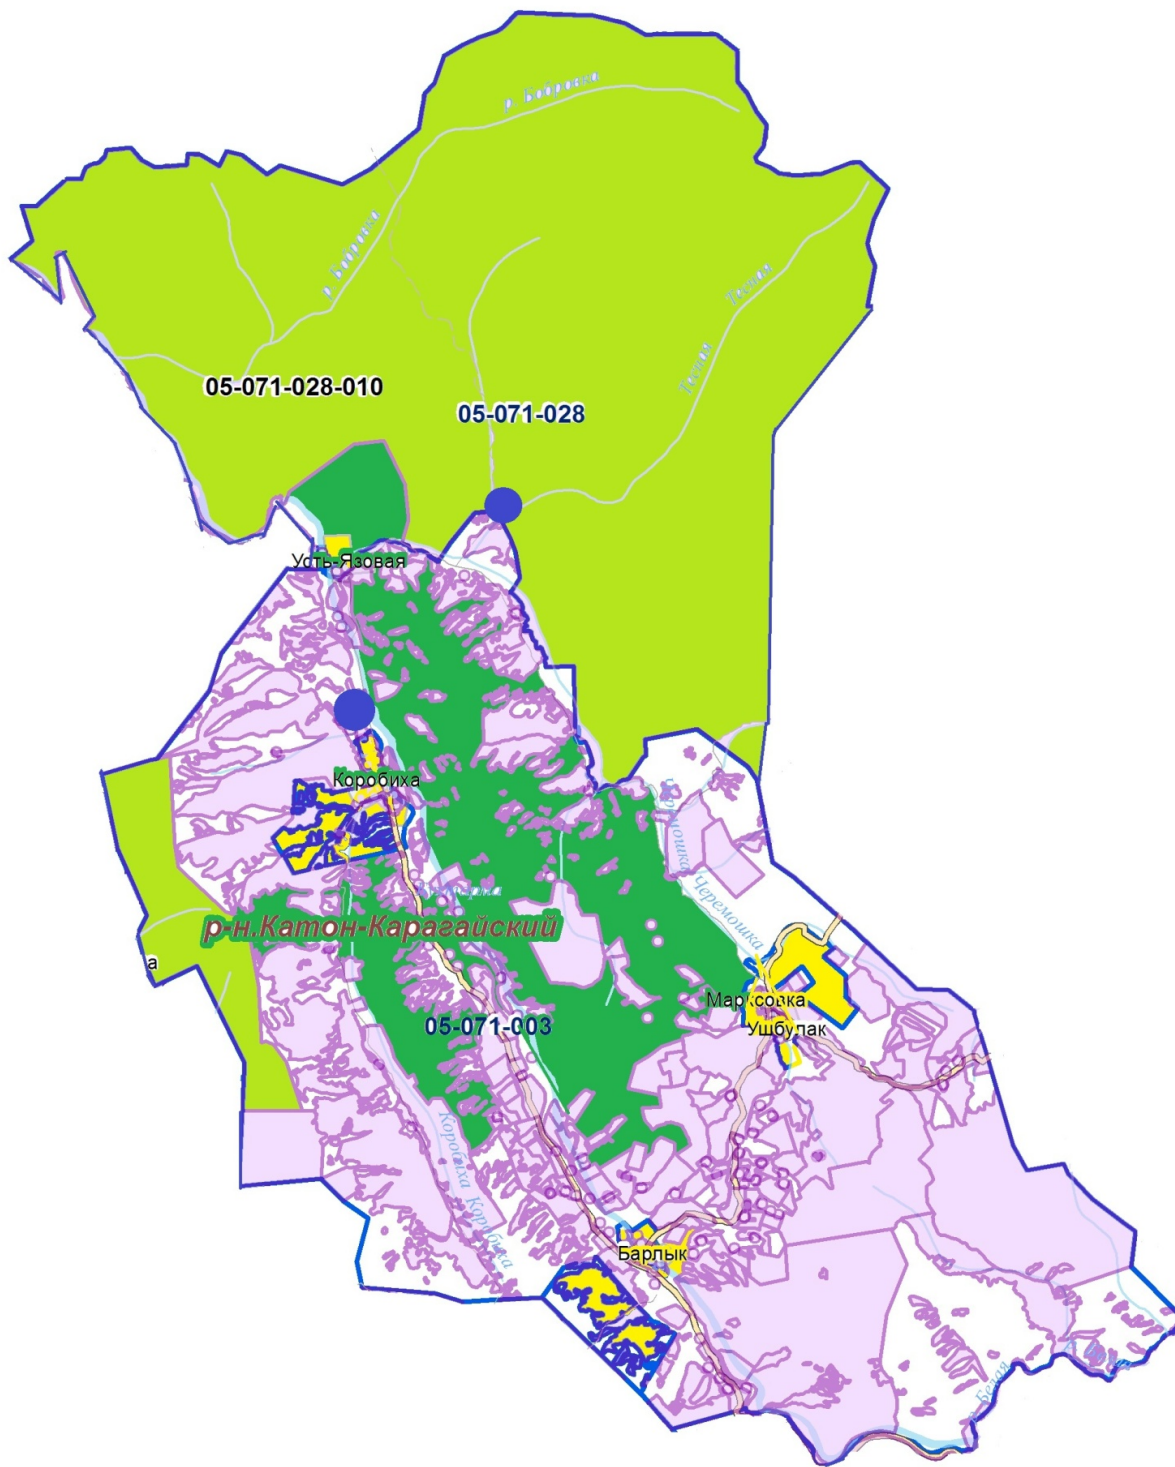 р. Бобровка
р. Бобровка
Тесная
Тесная
05-071-028-010
05-071-028
Усть-Язовая
Коробиха
Черемошка
Черемошка
р-н.Катон-Карагайский
а
Марксовка
05-071-003
Ушбулак
Коробиха
Коробиха
Барлык
Белая